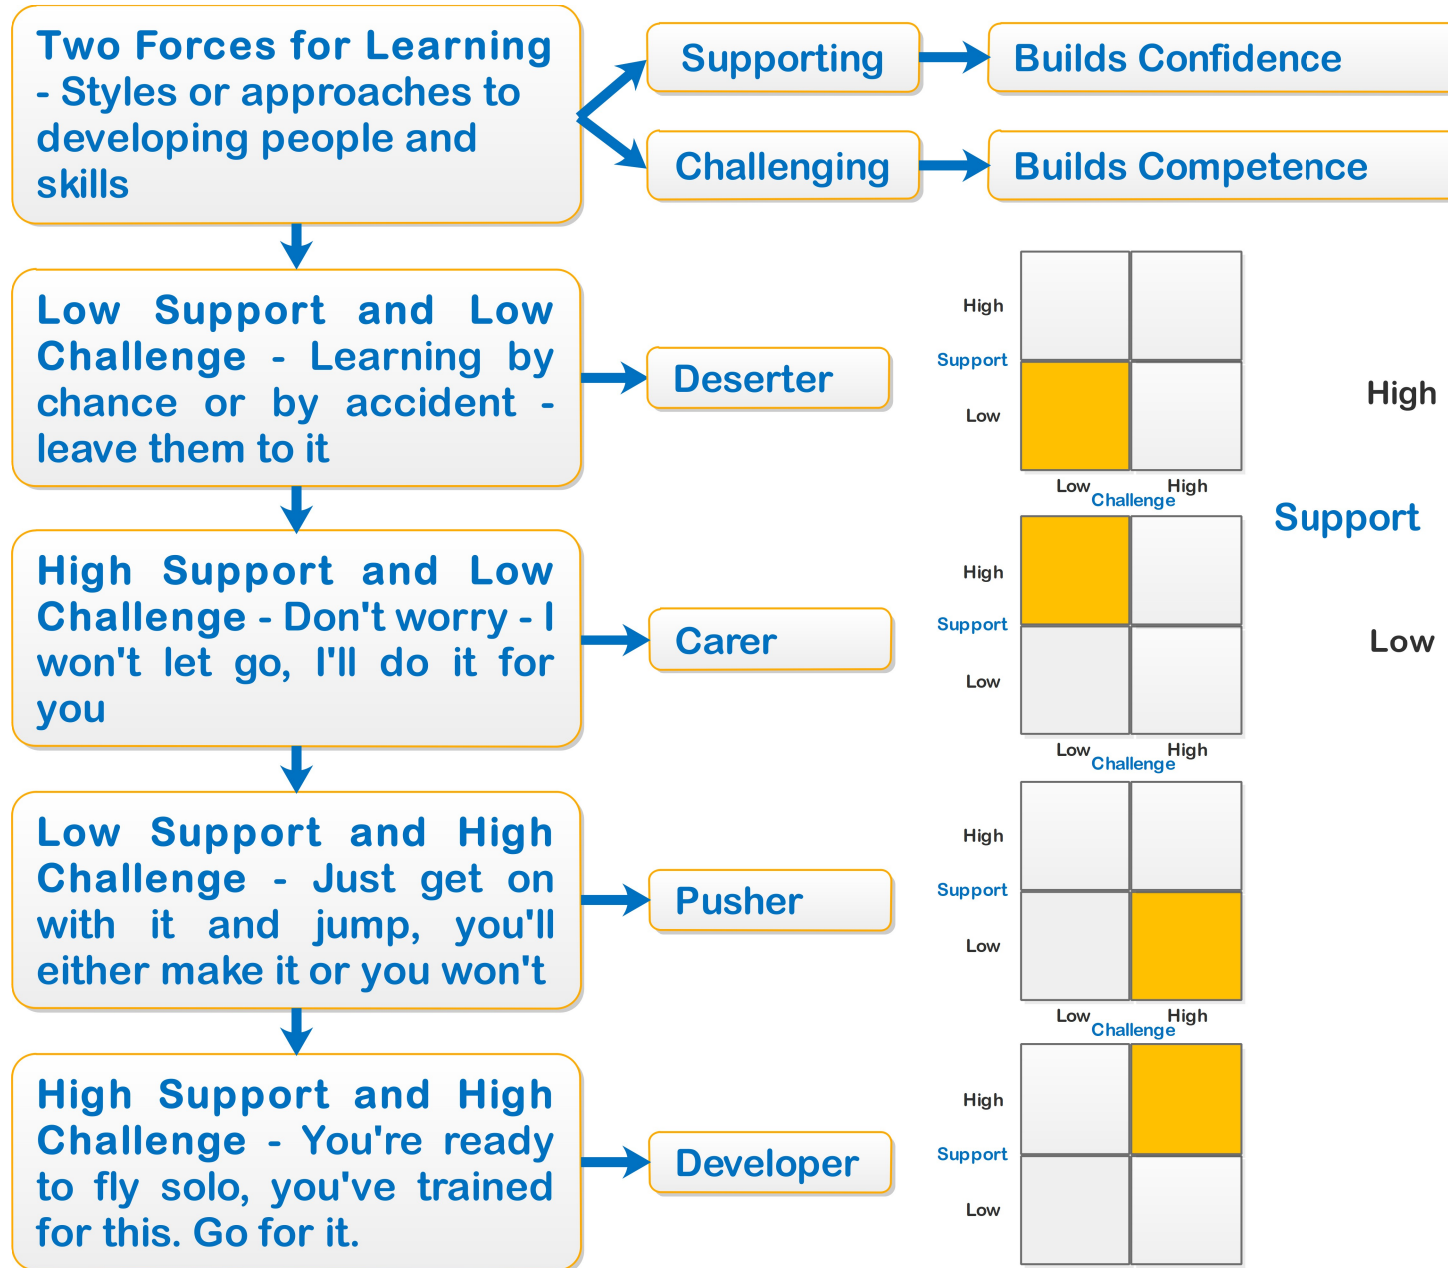 Two Forces for Learning
- Styles or approaches to
developing people and
skills
Supporting
Builds Confidence
Challenging
Builds Competence
Low Support and Low
Challenge - Learning by
chance or by accident -
leave them to it
Deserter
High
Support
Low
Low
High
Challenge
High
Support
Low
High Support and Low
Challenge - Don't worry - I
won't let go, I'll do it for
you
Carer
High
Support
Low
Low
High
Challenge
Low Support and High
Challenge - Just get on
with it and jump, you'll
either make it or you won't
Pusher
High
Support
Low
Low
High
Challenge
High Support and High
Challenge - You're ready
to fly solo, you've trained
for this. Go for it.
Developer
High
Support
Low